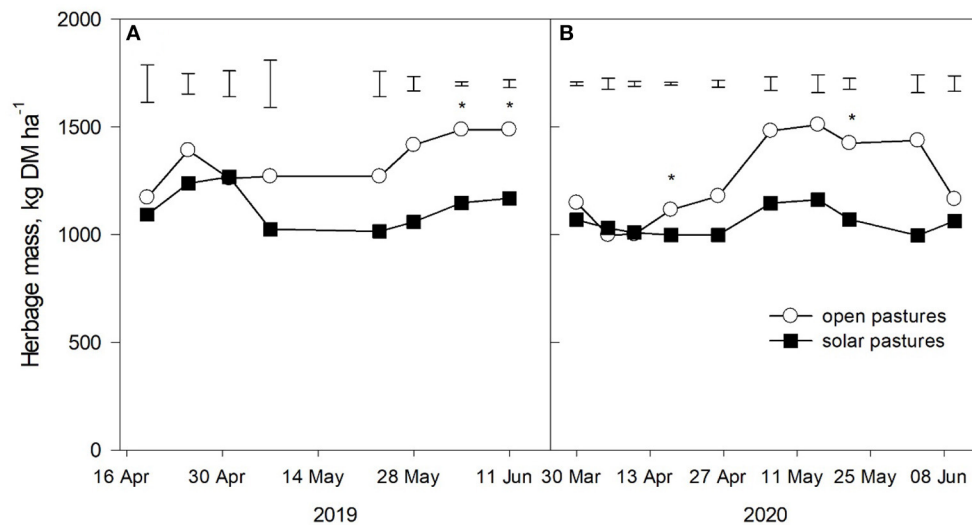 Herbage mass, kg DM ha⁻¹
2000
1500
1000
500
0
A
*
*
B
*
*
open pastures
solar pastures
16 Apr
30 Apr
14 May
28 May
11 Jun
30 Mar
13 Apr
27 Apr
11 May
25 May
08 Jun
2019
2020